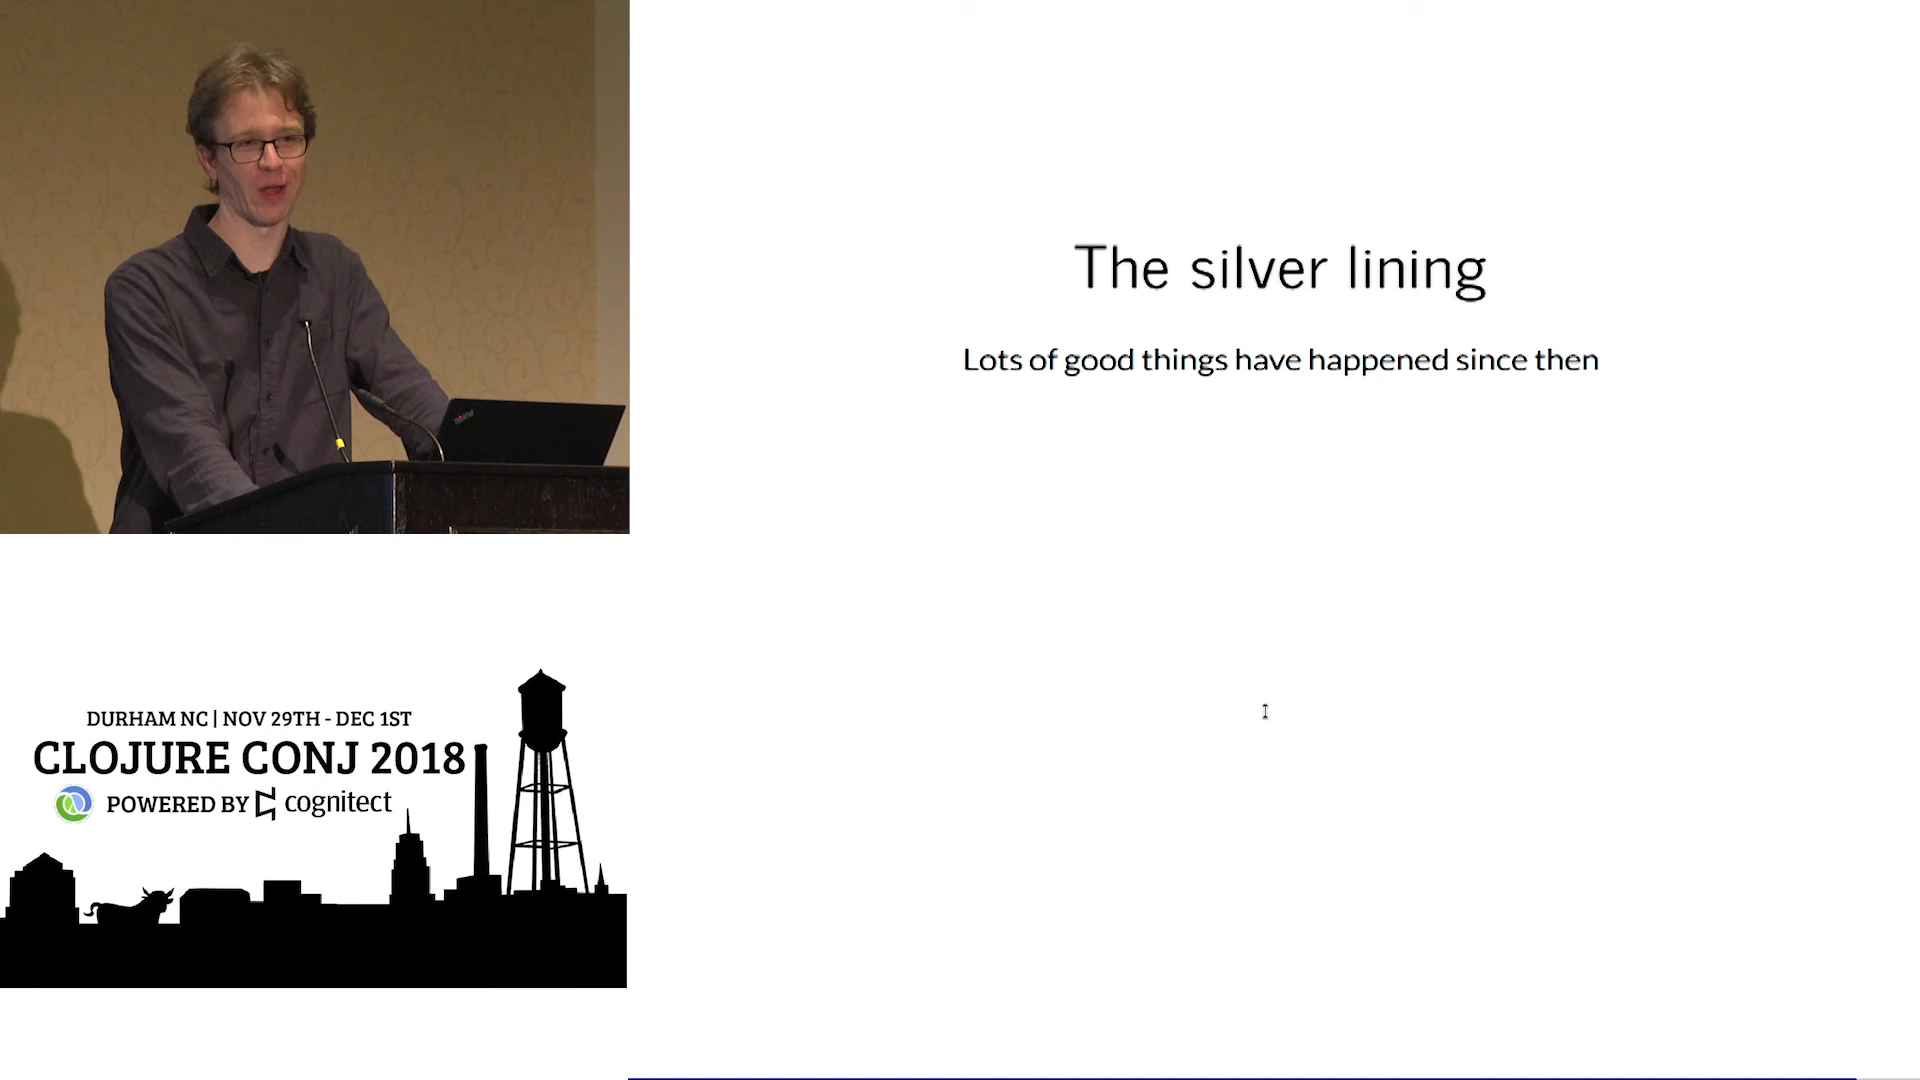 The silver lining
Lots of good things have happened since then
ThinkPad
DURHAM NC | NOV 29TH - DEC 1ST
CLOJURE CONJ 2018
POWERED BY cognitect